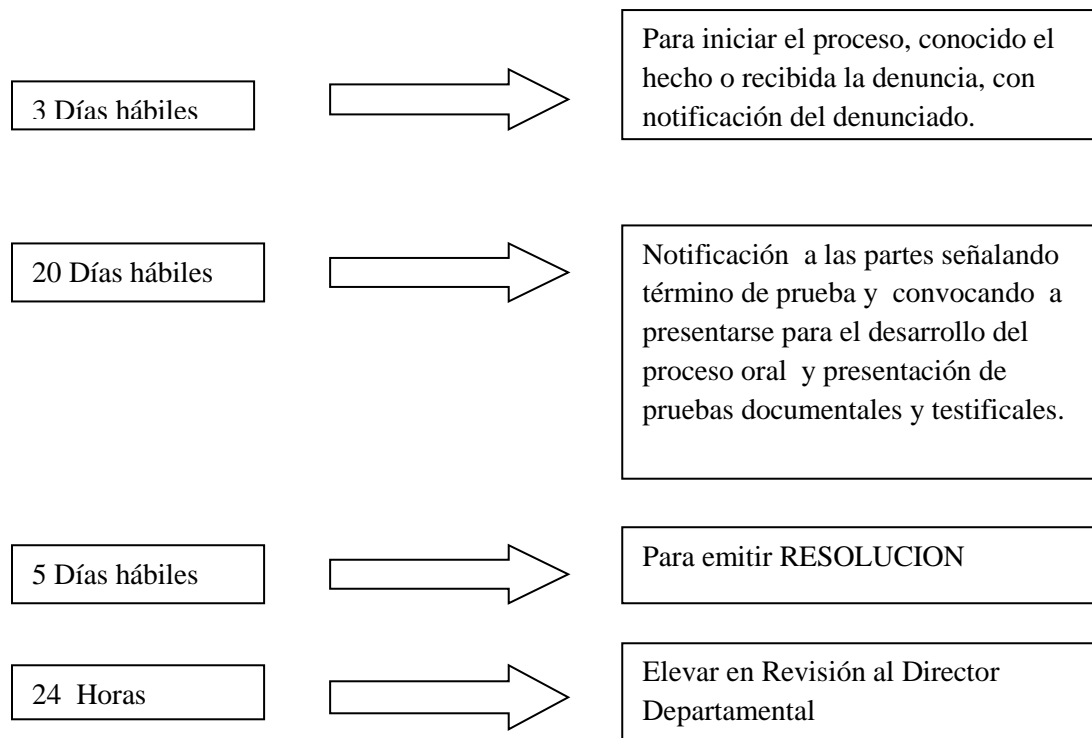 3 Días hábiles
Para iniciar el proceso, conocido el
hecho o recibida la denuncia, con
notificación del denunciado.
20 Días hábiles
Notificación a las partes señalando
término de prueba y convocando a
presentarse para el desarrollo del
proceso oral y presentación de
pruebas documentales y testificales.
5 Días hábiles
Para emitir RESOLUCION
24 Horas
Elevar en Revisión al Director
Departamental